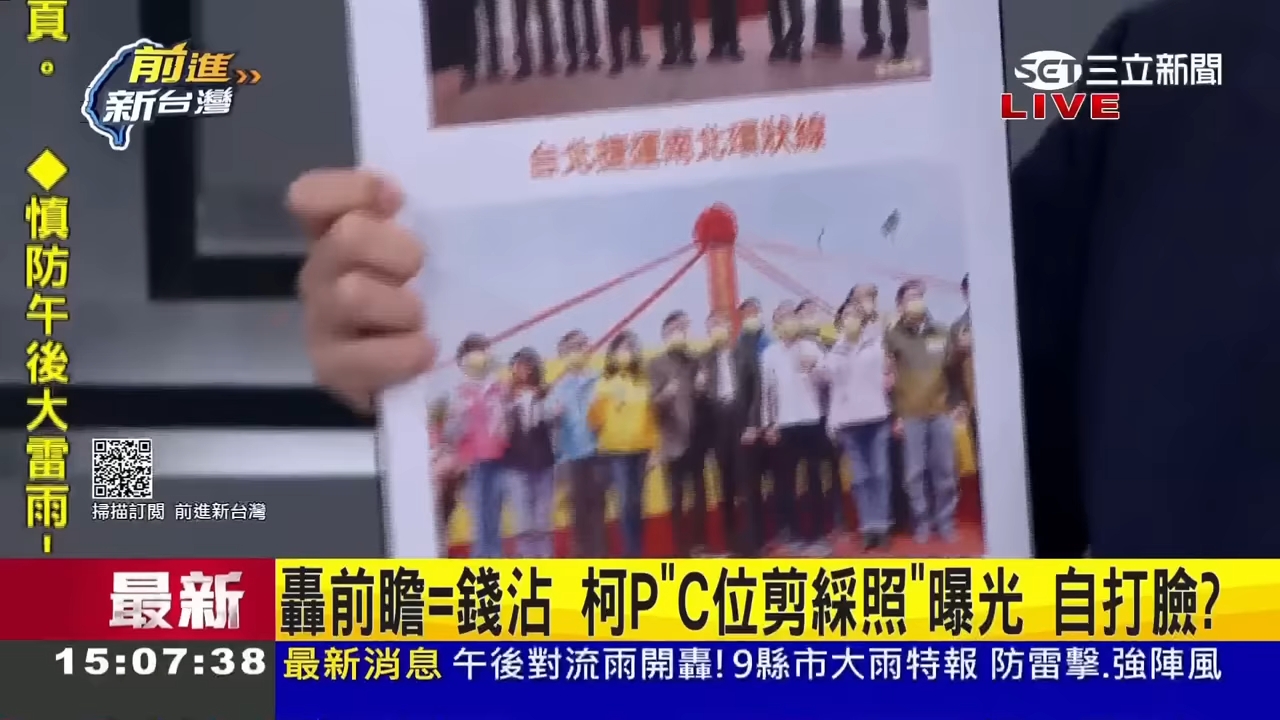 頁。
◆慎防午後大雷雨!
前進
新台灣
SET三立新聞
LIVE
台北捷運南北環狀線
掃描訂閱 前進新台灣
最新
轟前瞻=錢沾 柯P"C位剪綵照"曝光 自打臉?
15:07:38
最新消息 午後對流雨開轟!9縣市大雨特報 防雷擊.強陣風